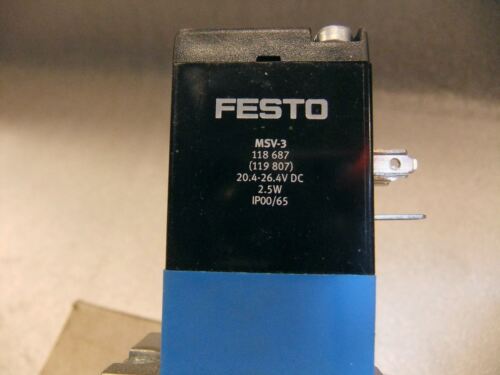 FESTO
MSV-3
118 687
(119 807)
20.4-26.4V DC
2.5W
IP00/65